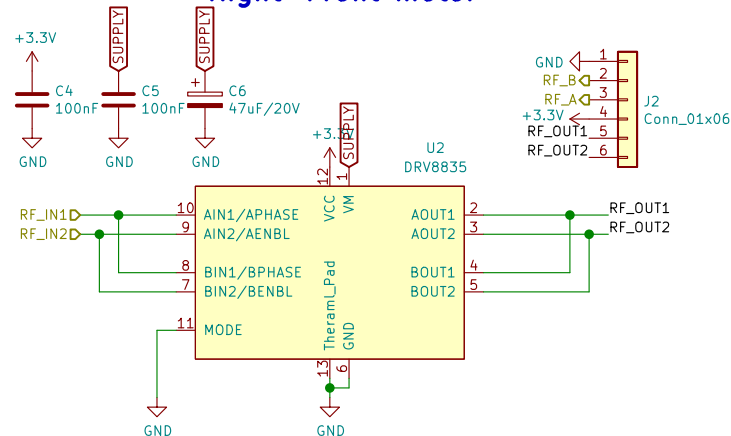 Right Front Motor
+3.3V
C4
100nF
GND
SUPPLY
C5
100nF
GND
SUPPLY
+
C6
47uF/20V
GND
GND
1
RF_B
2
RF_A
3
+3.3V
4
RF_OUT1
5
RF_OUT2
6
J2
Conn_01x06
+3.3V
SUPPLY
U2
DRV8835
12
1
VCC
VM
RF_IN1
10
AIN1/APHASE
RF_IN2
9
AIN2/AENBL
8
BIN1/BPHASE
7
BIN2/BENBL
11
MODE
AOUT1
2
RF_OUT1
AOUT2
3
RF_OUT2
BOUT1
4
BOUT2
5
Theraml_Pad
GND
13
6
GND
GND